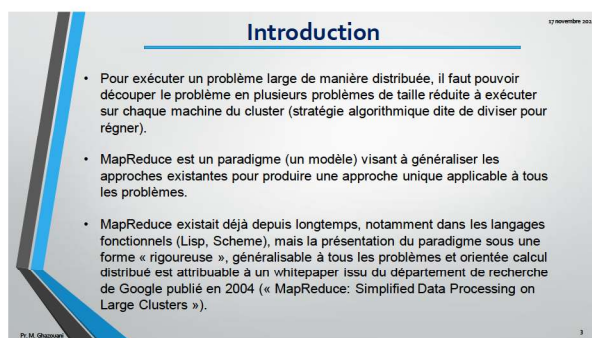 Introduction
17 novembre 202
• Pour exécuter un problème large de manière distribuée, il faut pouvoir
découper le problème en plusieurs problèmes de taille réduite à exécuter
sur chaque machine du cluster (stratégie algorithmique dite de diviser pour
régner).
• MapReduce est un paradigme (un modèle) visant à généraliser les
approches existantes pour produire une approche unique applicable à tous
les problèmes.
• MapReduce existait déjà depuis longtemps, notamment dans les langages
fonctionnels (Lisp, Scheme), mais la présentation du paradigme sous une
forme « rigoureuse », généralisable à tous les problèmes et orientée calcul
distribué est attribuable à un whitepaper issu du département de recherche
de Google publié en 2004 (« MapReduce: Simplified Data Processing on
Large Clusters »).
Pr. M. Ghazouani
3